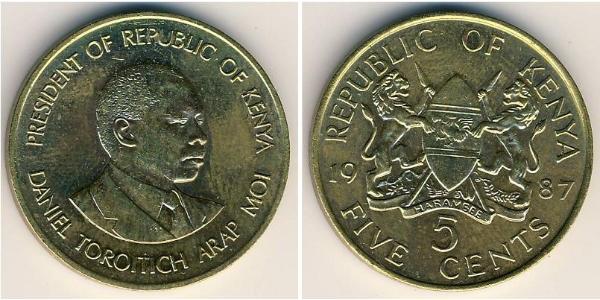 PRESIDENT OF REPUBLIC OF KENYA
DANIEL TOROITICH ARAP MOI
REPUBLIC OF KENYA
19 87
HARAMBEE
5
FIVE CENTS